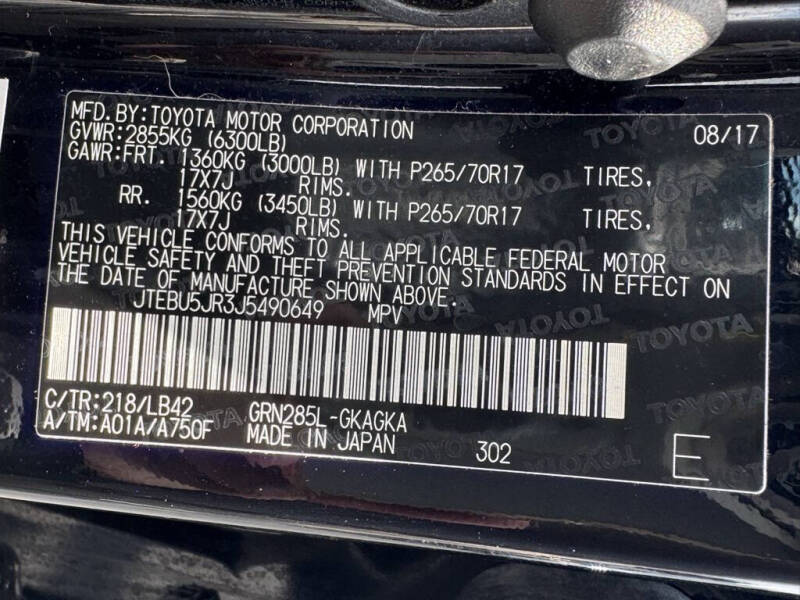 MFD.BY:TOYOTA MOTOR CORPORATION 08/17
GVWR:2855KG (6300LB)
GAWR:FRT. 1360KG (3000LB) WITH P265/70R17 TIRES,
17X7J RIMS.
RR. 1560KG (3450LB) WITH P265/70R17 TIRES,
17X7J RIMS.
THIS VEHICLE CONFORMS TO ALL APPLICABLE FEDERAL MOTOR
VEHICLE SAFETY AND THEFT PREVENTION STANDARDS IN EFFECT ON
THE DATE OF MANUFACTURE SHOWN ABOVE.
JTEBU5JR3J5490649 MPV
C/TR:218/LB42 GRN285L-GKAGKA
A/TM:A01A/A750F MADE IN JAPAN 302
E